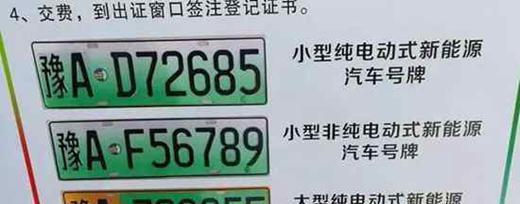 4、交费，到出证窗口签注登记证书。
豫A·D72685
小型纯电动式新能源
汽车号牌
豫A·F56789
小型非纯电动式新能源
汽车号牌
大型纯电动式新能源